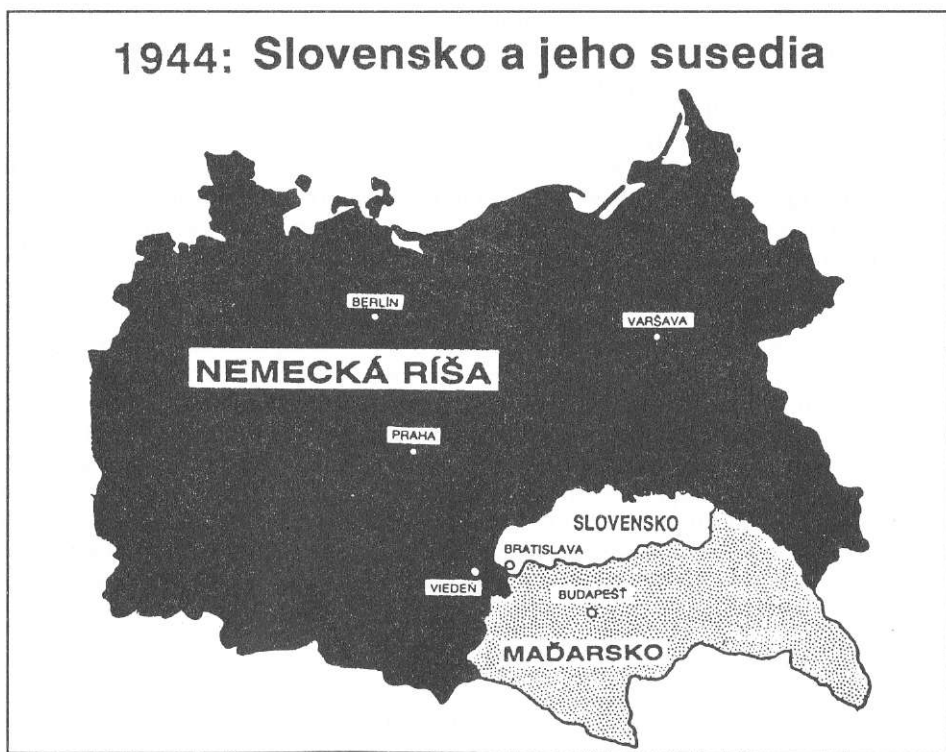 1944: Slovensko a jeho susedia
BERLÍN
VARŠAVA
NEMECKÁ RÍŠA
PRAHA
SLOVENSKO
BRATISLAVA
VIEDEŇ
BUDAPEŠŤ
MAĎARSKO